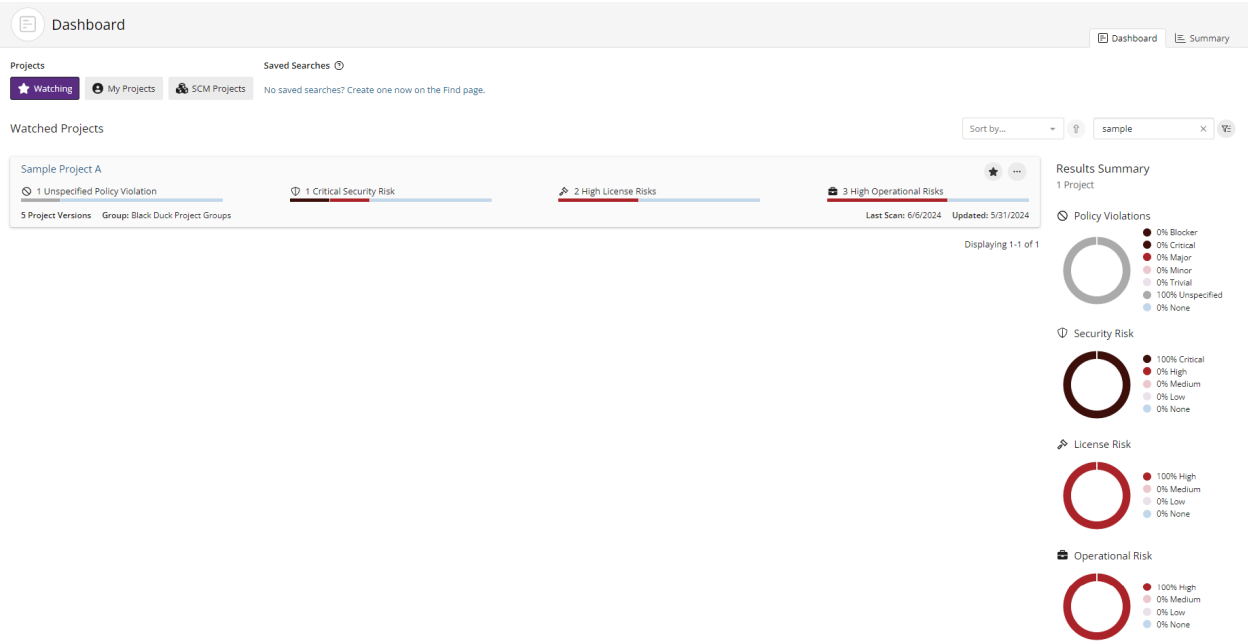 Dashboard
Dashboard Summary
Projects
Saved Searches
Watching My Projects SCM Projects No saved searches? Create one now on the Find page.
Watched Projects
Sort by... sample
Sample Project A
1 Unspecified Policy Violation 1 Critical Security Risk 2 High License Risks 3 High Operational Risks
5 Project Versions Group: Black Duck Project Groups Last Scan: 6/6/2024 Updated: 5/31/2024
Displaying 1-1 of 1
Results Summary
1 Project
Policy Violations
0% Blocker
0% Critical
0% Major
0% Minor
0% Trivial
100% Unspecified
0% None
Security Risk
100% Critical
0% High
0% Medium
0% Low
0% None
License Risk
100% High
0% Medium
0% Low
0% None
Operational Risk
100% High
0% Medium
0% Low
0% None